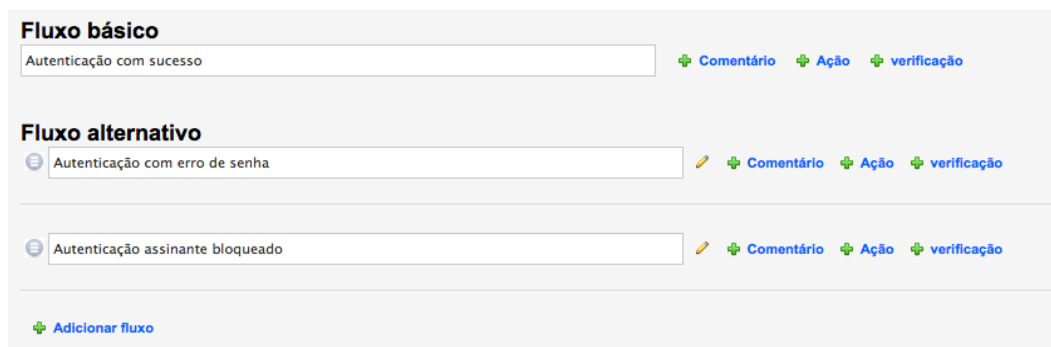 Fluxo básico
Autenticação com sucesso Comentário Ação verificação
Fluxo alternativo
Autenticação com erro de senha Comentário Ação verificação
Autenticação assinante bloqueado Comentário Ação verificação
Adicionar fluxo